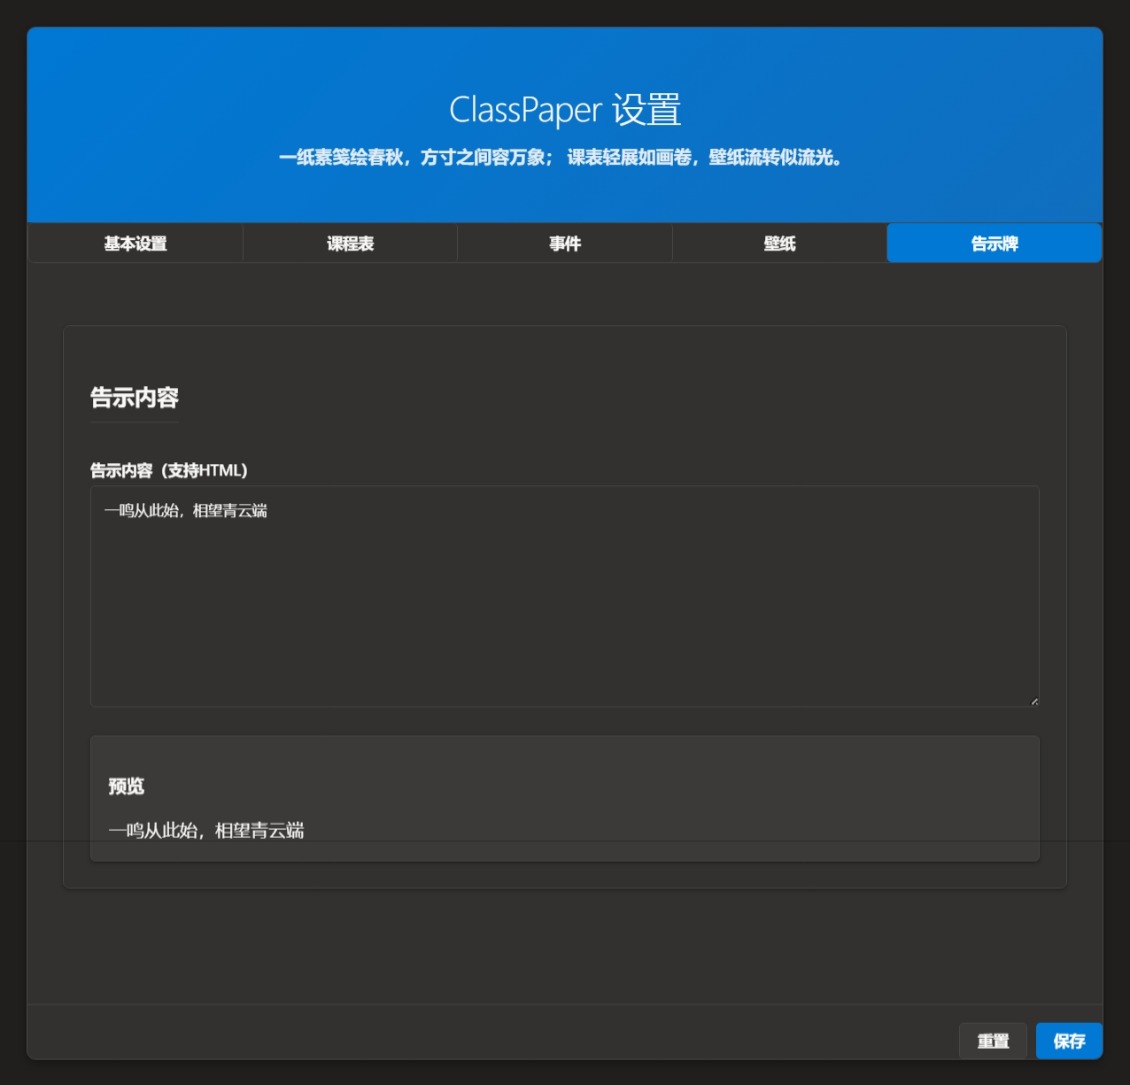 ClassPaper 设置
一纸素笺绘春秋，方寸之间容万象； 课表轻展如画卷，壁纸流转似流光。
基本设置 课程表 事件 壁纸 告示牌
告示内容
告示内容（支持HTML）
一鸣从此始，相望青云端
预览
一鸣从此始，相望青云端
重置 保存